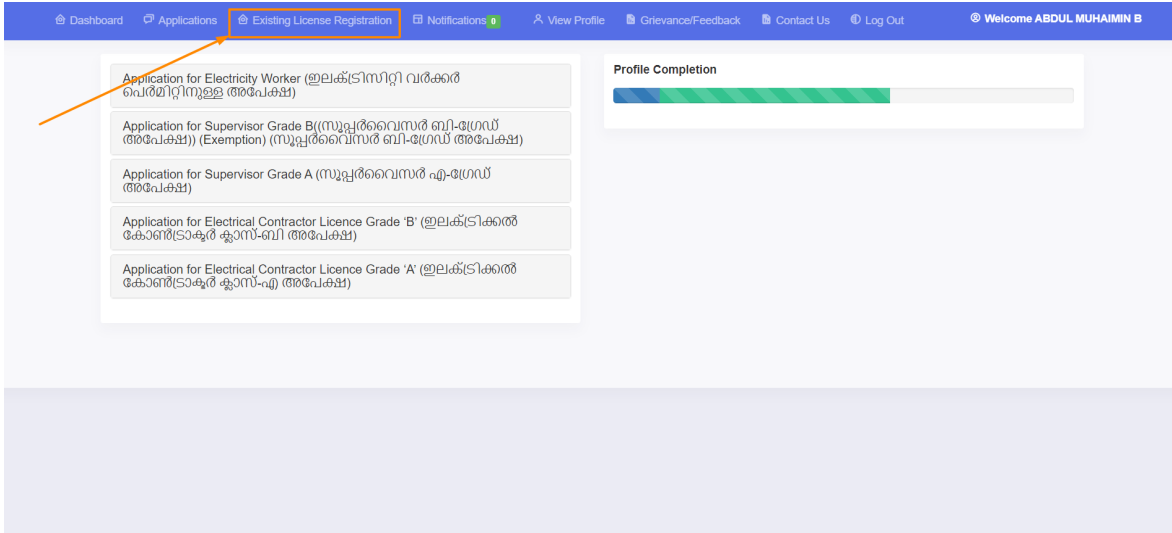 Dashboard Applications Existing License Registration Notifications 0 View Profile Grievance/Feedback Contact Us Log Out Welcome ABDUL MUHAIMIN B
Application for Electricity Worker (ഇലക്ട്രിസിറ്റി വർക്കർ
പെർമിറ്റിനുള്ള അപേക്ഷ)
Application for Supervisor Grade B((സൂപ്പർവൈസർ ബി-ഗ്രേഡ്
അപേക്ഷ)) (Exemption) (സൂപ്പർവൈസർ ബി-ഗ്രേഡ് അപേക്ഷ)
Application for Supervisor Grade A (സൂപ്പർവൈസർ എ-ഗ്രേഡ്
അപേക്ഷ)
Application for Electrical Contractor Licence Grade ‘B’ (ഇലക്ട്രിക്കൽ
കോൺട്രാക്ടർ ക്ലാസ്-ബി അപേക്ഷ)
Application for Electrical Contractor Licence Grade ‘A’ (ഇലക്ട്രിക്കൽ
കോൺട്രാക്ടർ ക്ലാസ്-എ അപേക്ഷ)
Profile Completion